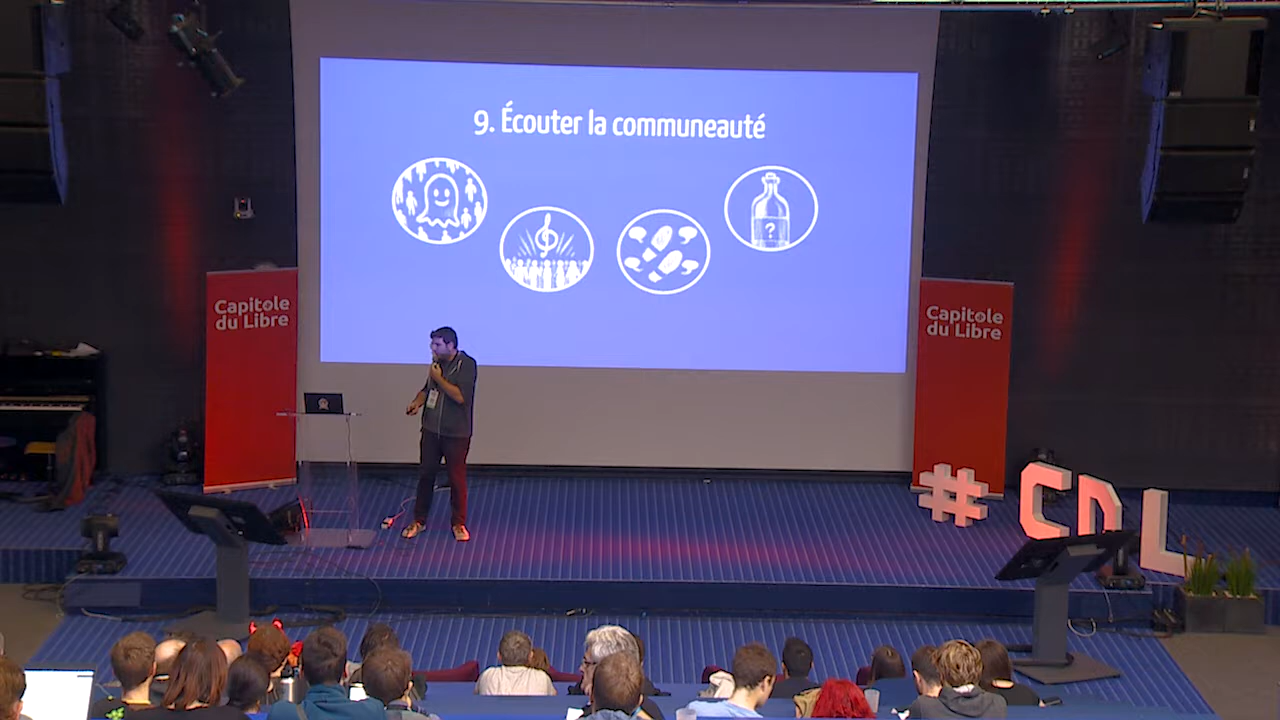 9. Écouter la communeauté
?
Capitole
du Libre
Capitole
du Libre
#CDL